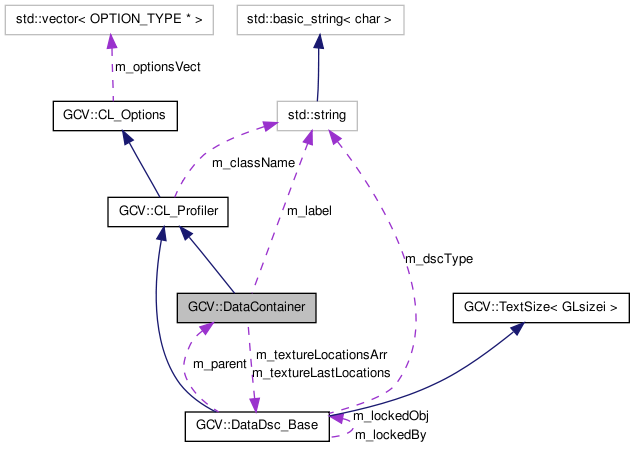 std::vector< OPTION_TYPE * >
std::basic_string< char >
m_optionsVect
GCV::CL_Options
std::string
m_className
GCV::CL_Profiler
m_label
m_dscType
GCV::DataContainer
GCV::TextSize< GLsizei >
m_parent
m_textureLocationsArr
m_textureLastLocations
GCV::DataDsc_Base
m_lockedObj
m_lockedBy